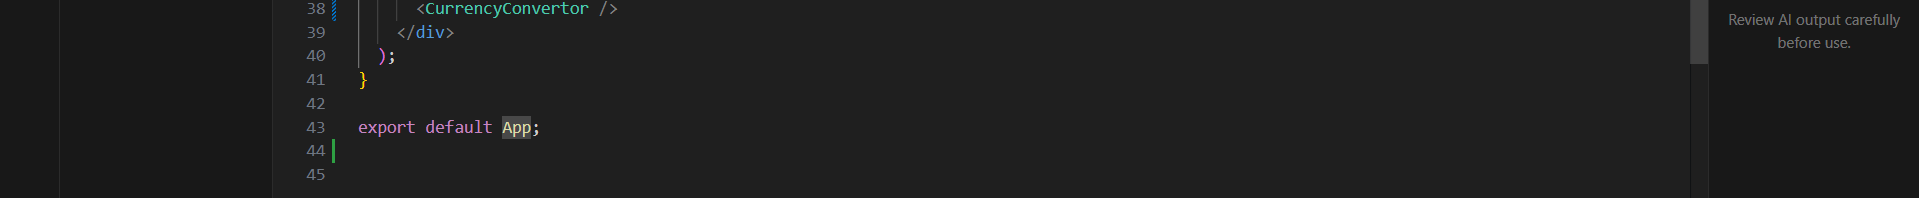 38 <CurrencyConvertor />
39 </div>
40 );
41 }
42
43 export default App;
44
45
Review AI output carefully
before use.